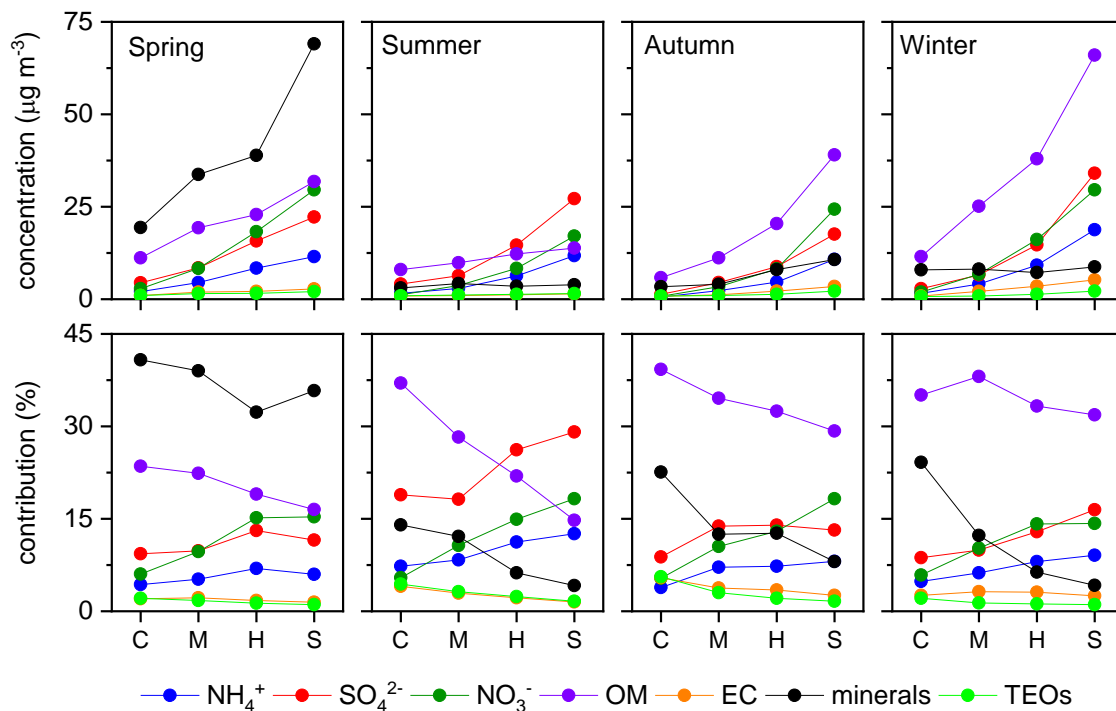 concentration (μg m⁻³)
75
50
25
0
Spring
Summer
Autumn
Winter
contribution (%)
45
30
15
0
C M H S
C M H S
C M H S
C M H S
NH₄⁺ SO₄²⁻ NO₃⁻ OM EC minerals TEOs